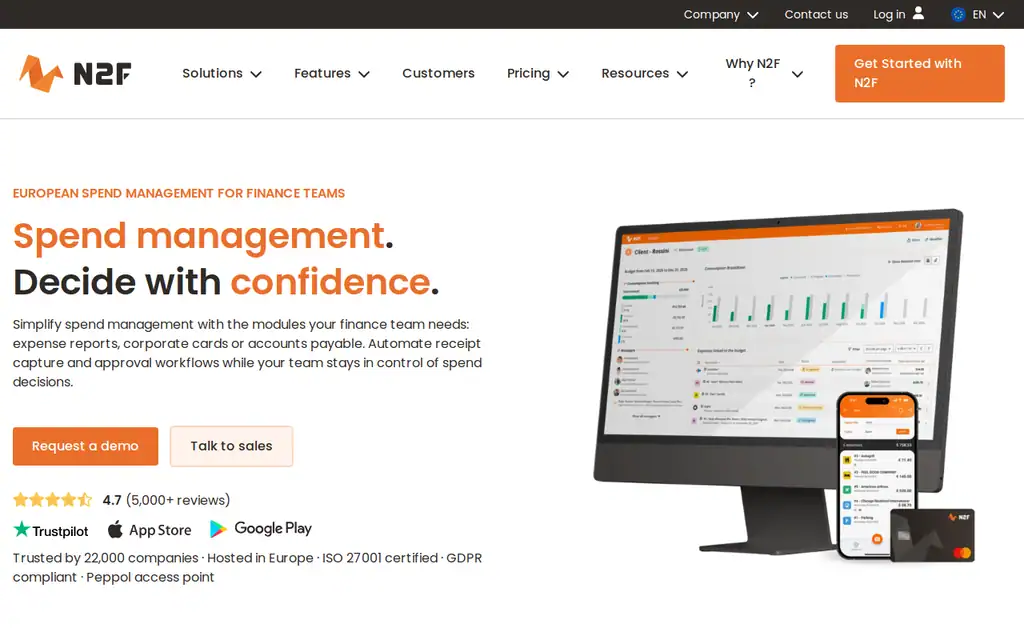 Company
Contact us
Log in
EN
N2F
Solutions
Features
Customers
Pricing
Resources
Why N2F
?
Get Started with
N2F
EUROPEAN SPEND MANAGEMENT FOR FINANCE TEAMS
Spend management.
Decide with confidence.
Simplify spend management with the modules your finance team needs:
expense reports, corporate cards or accounts payable. Automate receipt
capture and approval workflows while your team stays in control of spend
decisions.
Request a demo
Talk to sales
4.7 (5,000+ reviews)
Trustpilot
App Store
Google Play
Trusted by 22,000 companies · Hosted in Europe · ISO 27001 certified · GDPR
compliant · Peppol access point
Client - Rossini
N2F